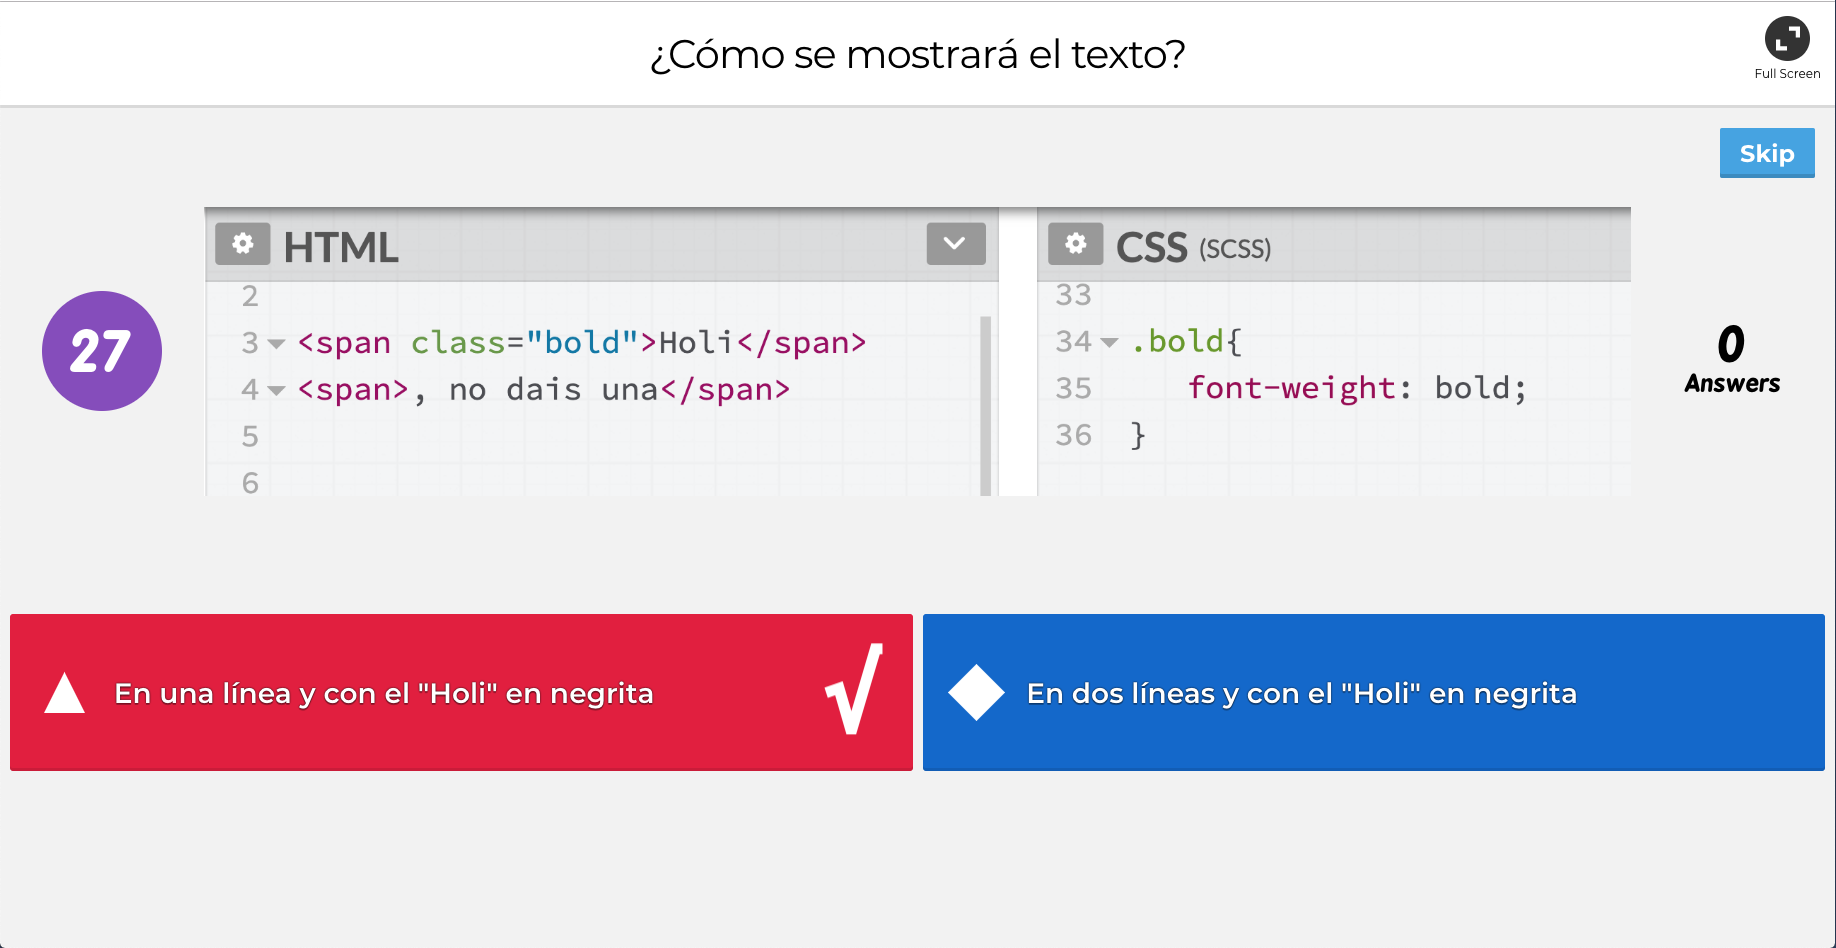 ¿Cómo se mostrará el texto?
Full Screen
Skip
HTML
CSS (SCSS)
27
2
3 <span class="bold">Holi</span>
4 <span>, no dais una</span>
5
6
33
34 .bold{
35 font-weight: bold;
36 }
0
Answers
En una línea y con el "Holi" en negrita
En dos líneas y con el "Holi" en negrita